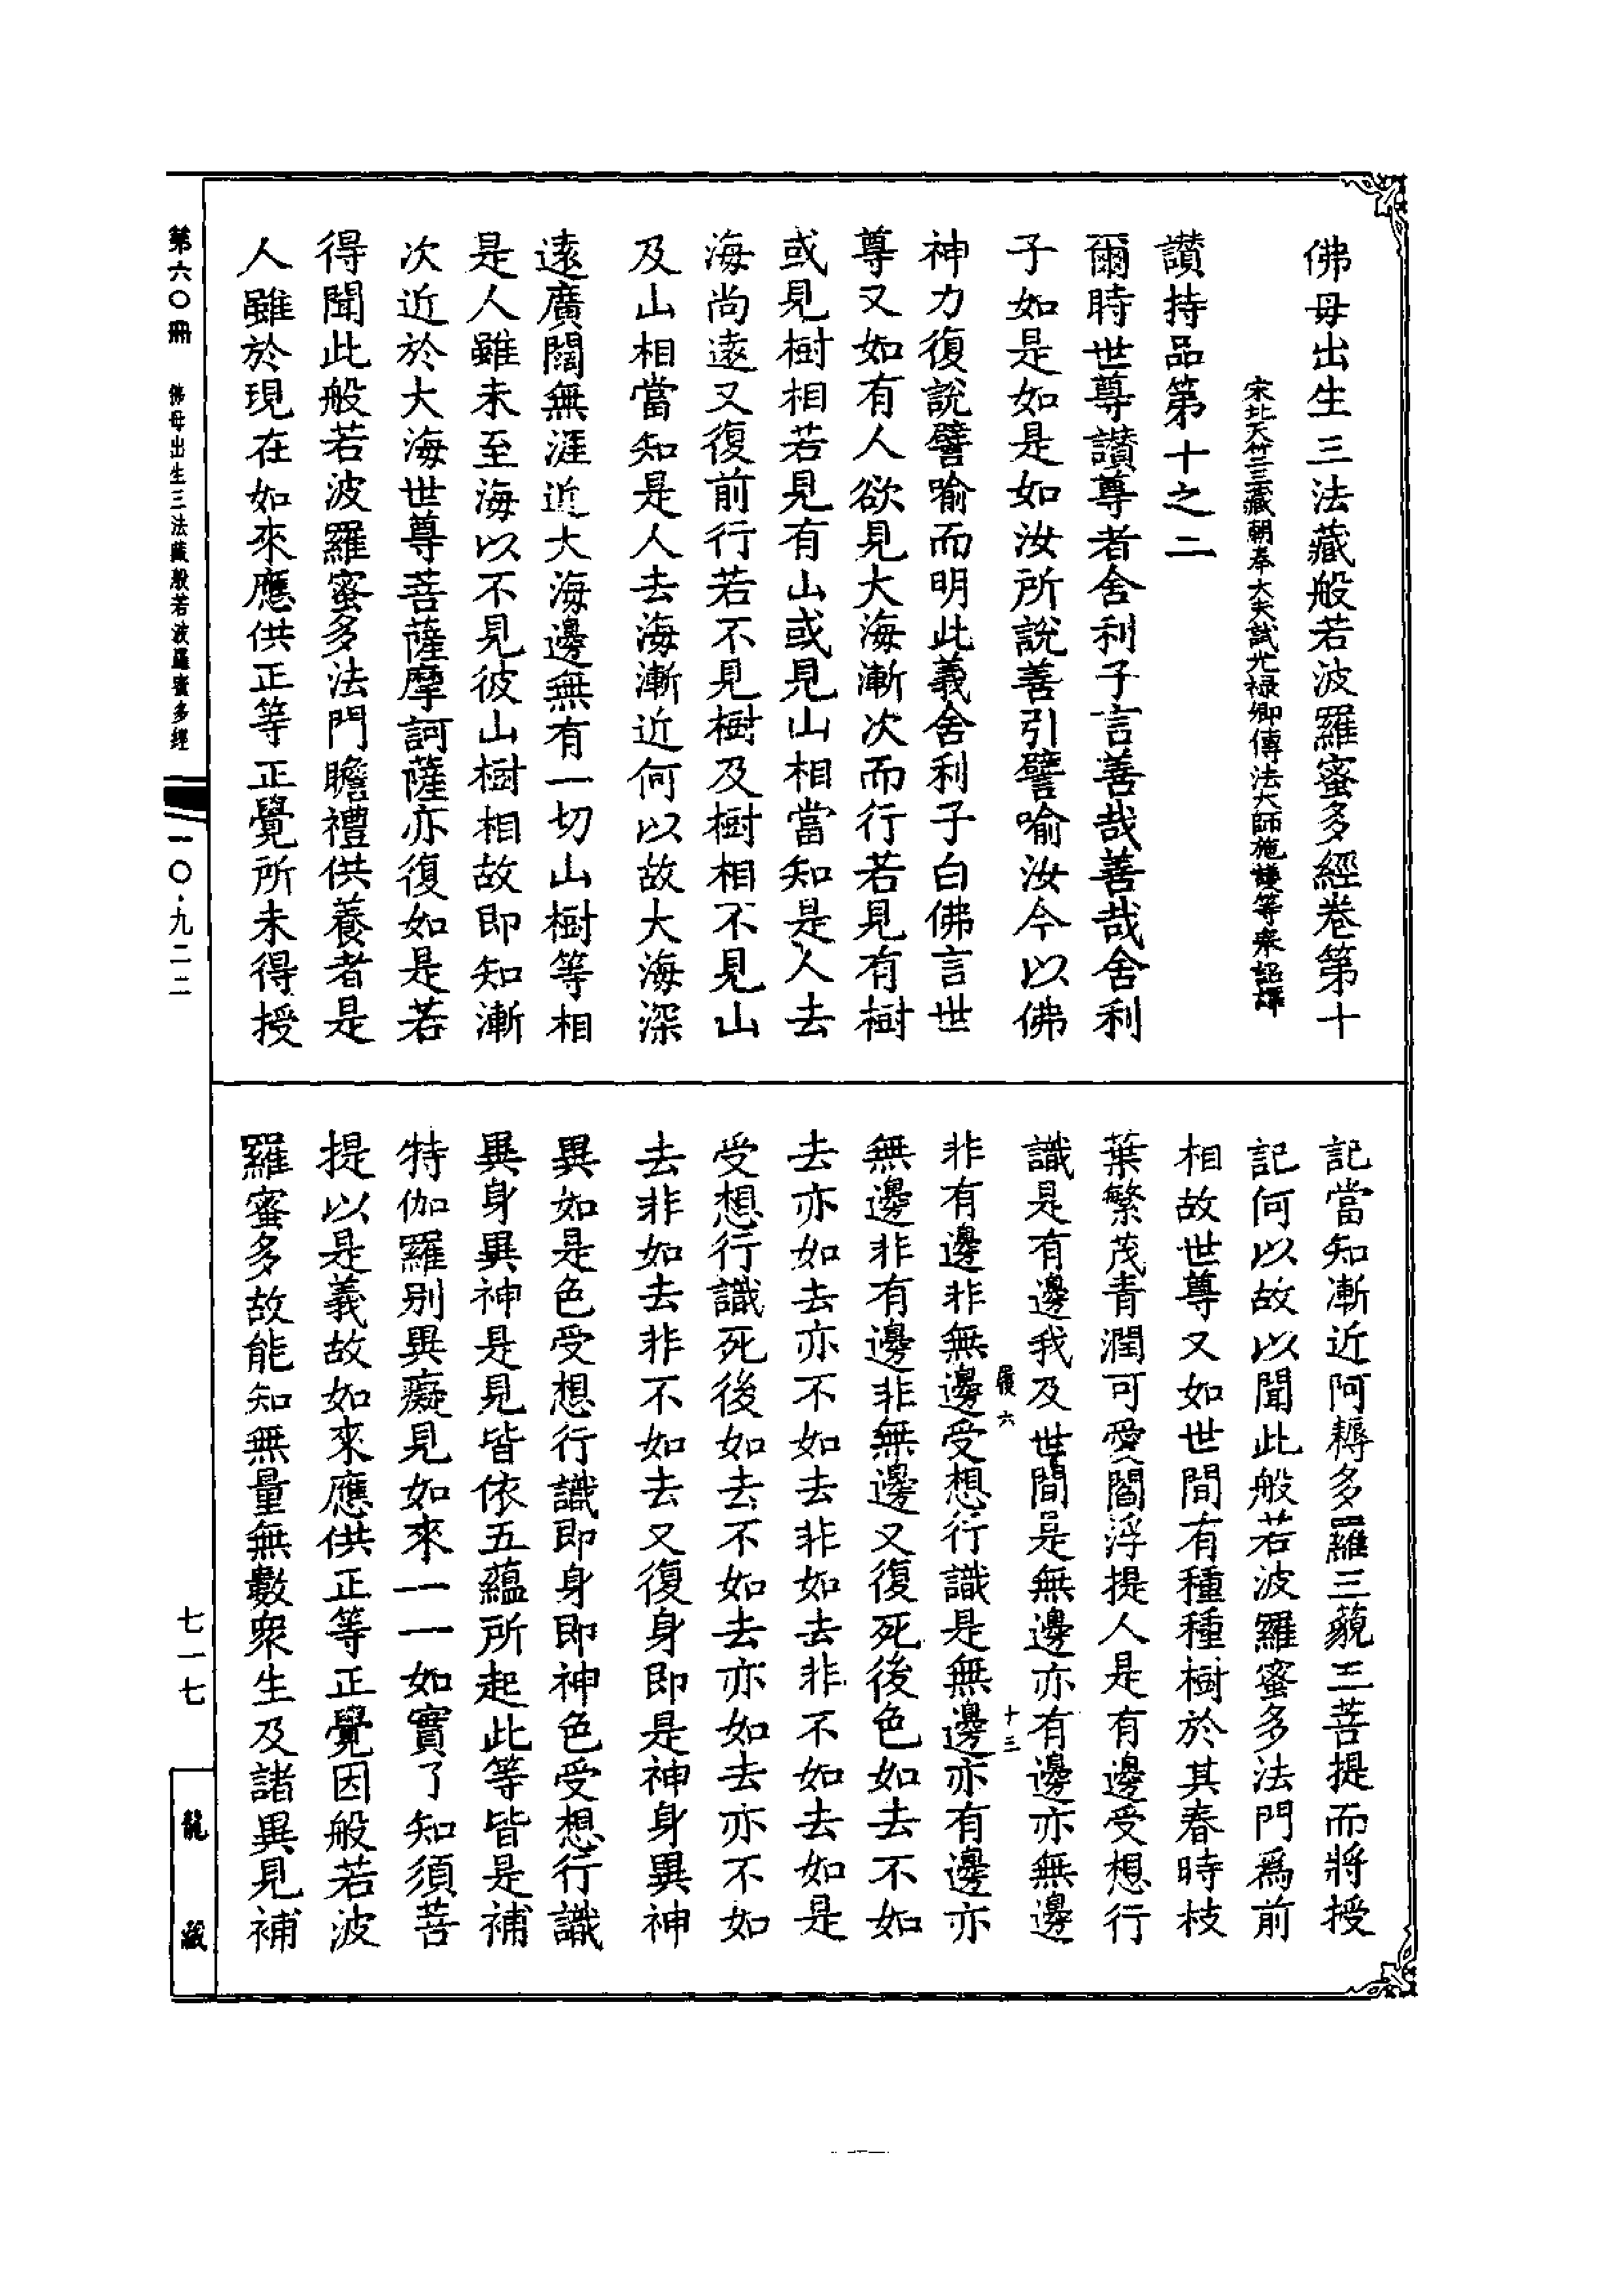 佛母出生三法藏般若波羅蜜多經卷第十
宋北天竺三藏朝奉大夫試光祿卿傳法大師施護等奉詔譯
讚持品第十之二
爾時世尊讚尊者舍利子言善哉善哉舍利
子如是如是如汝所說善引譬喻汝今以佛
神力復說譬喻而明此義舍利子白佛言世
尊又如有人欲見大海漸次而行若見有樹
或見樹相若見有山或見山相當知是人去
海尚遠又復前行若不見樹及樹相不見山
及山相當知是人去海漸近何以故大海深
遠廣闊無涯近大海邊無有一切山樹等相
是人雖未至海以不見彼山樹相故即知漸
次近於大海世尊菩薩摩訶薩亦復如是若
得聞此般若波羅蜜多法門瞻禮供養者是
人雖於現在如來應供正等正覺所未得授
記當知漸近阿耨多羅三藐三菩提而將授
記何以故以聞此般若波羅蜜多法門為前
相故世尊又如世間有種種樹於其春時枝
葉繁茂青潤可愛閻浮提人是有邊受想行
識是有邊我及世間是無邊亦有邊亦無邊
履六 十三
非有邊非無邊受想行識是無邊亦有邊亦
無邊非有邊非無邊又復死後色如去不如
去亦如去亦不如去非如去非不如去如是
受想行識死後如去不如去亦如去亦不如
去非如去非不如去又復身即是神身異神
異如是色受想行識即身即神色受想行識
異身異神是見皆依五蘊所起此等皆是補
特伽羅別異癡見如來一一如實了知須菩
提以是義故如來應供正等正覺因般若波
羅蜜多故能知無量無數衆生及諸異見補
第六〇冊 佛母出生三法藏般若波羅蜜多經
一〇·九二二
七一七
龍藏